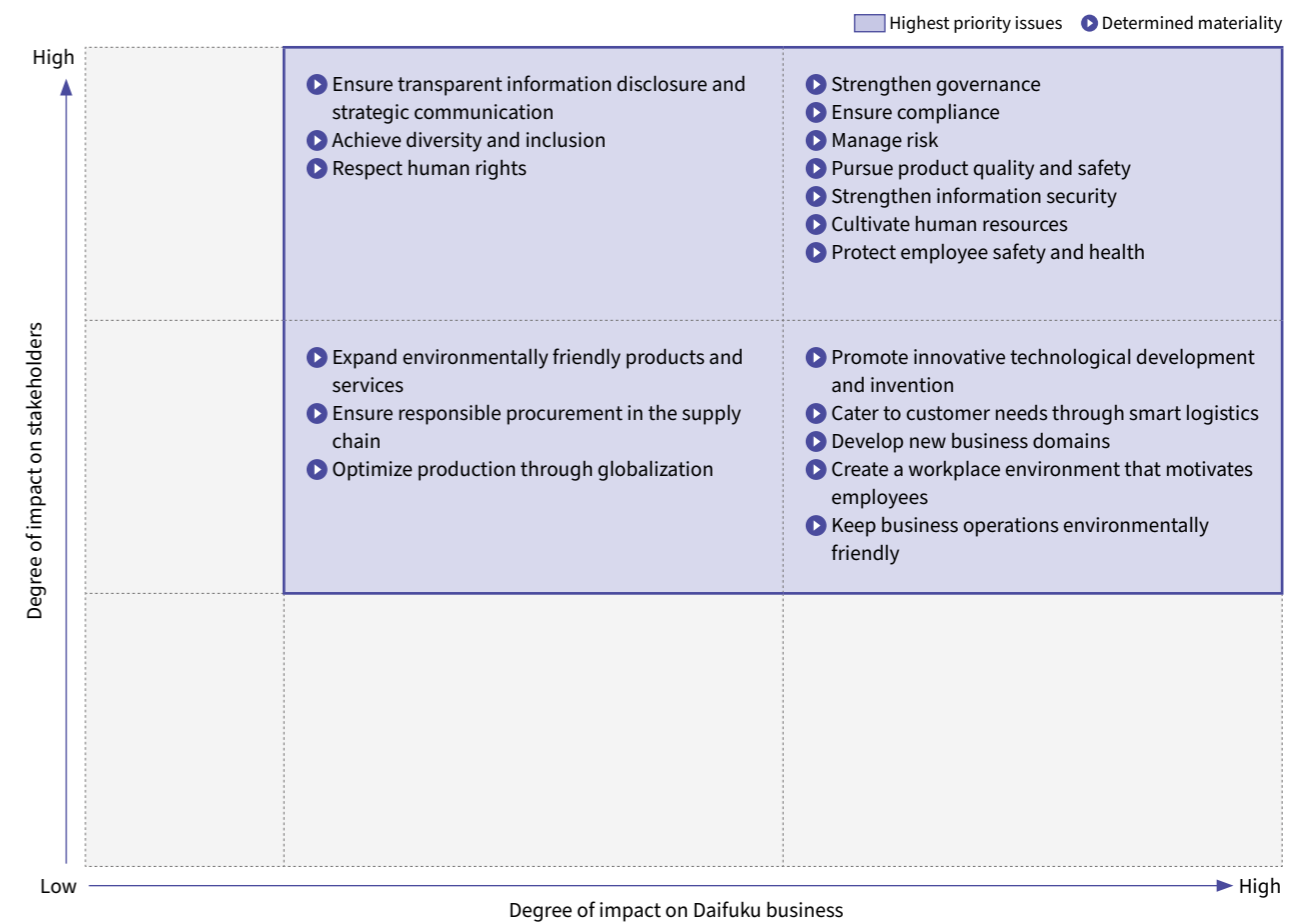 Highest priority issues
Determined materiality
High
Ensure transparent information disclosure and
strategic communication
Achieve diversity and inclusion
Respect human rights
Strengthen governance
Ensure compliance
Manage risk
Pursue product quality and safety
Strengthen information security
Cultivate human resources
Protect employee safety and health
Degree of impact on stakeholders
Expand environmentally friendly products and
services
Ensure responsible procurement in the supply
chain
Optimize production through globalization
Promote innovative technological development
and invention
Cater to customer needs through smart logistics
Develop new business domains
Create a workplace environment that motivates
employees
Keep business operations environmentally
friendly
Low
High
Degree of impact on Daifuku business